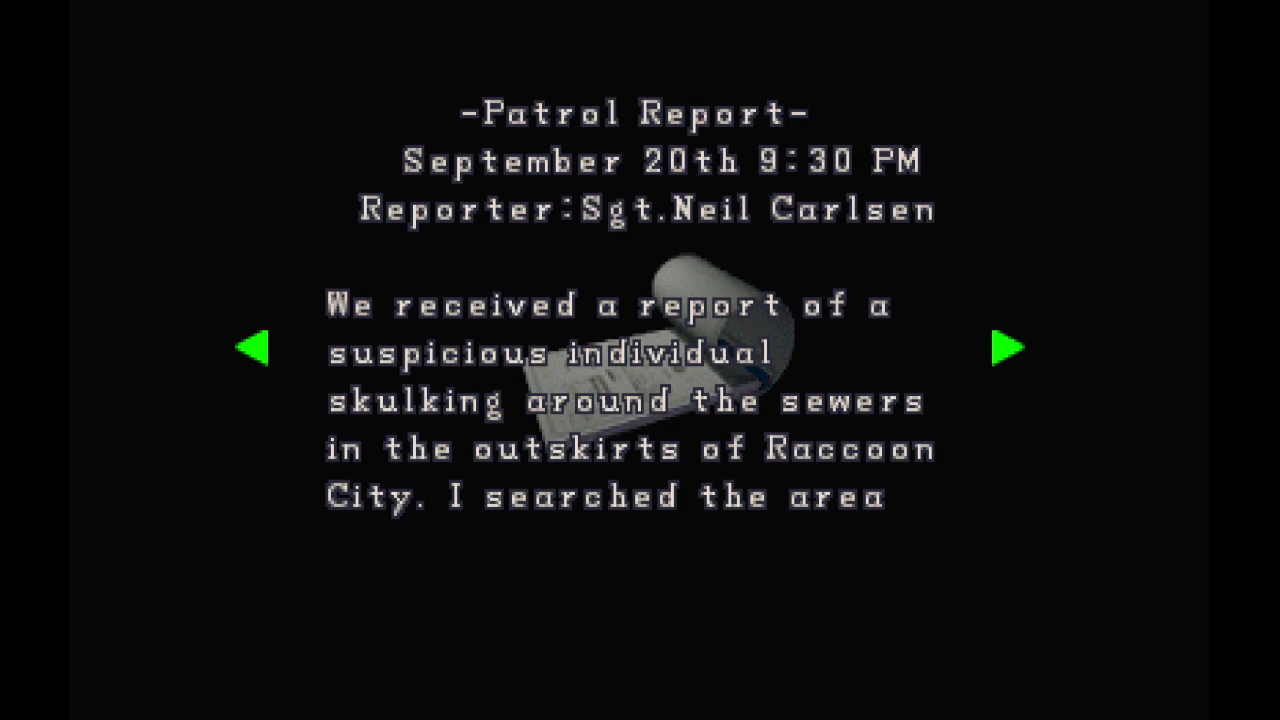 -Patrol Report-
September 20th 9:30 PM
Reporter:Sgt.Neil Carlsen
We received a report of a
suspicious individual
skulking around the sewers
in the outskirts of Raccoon
City. I searched the area